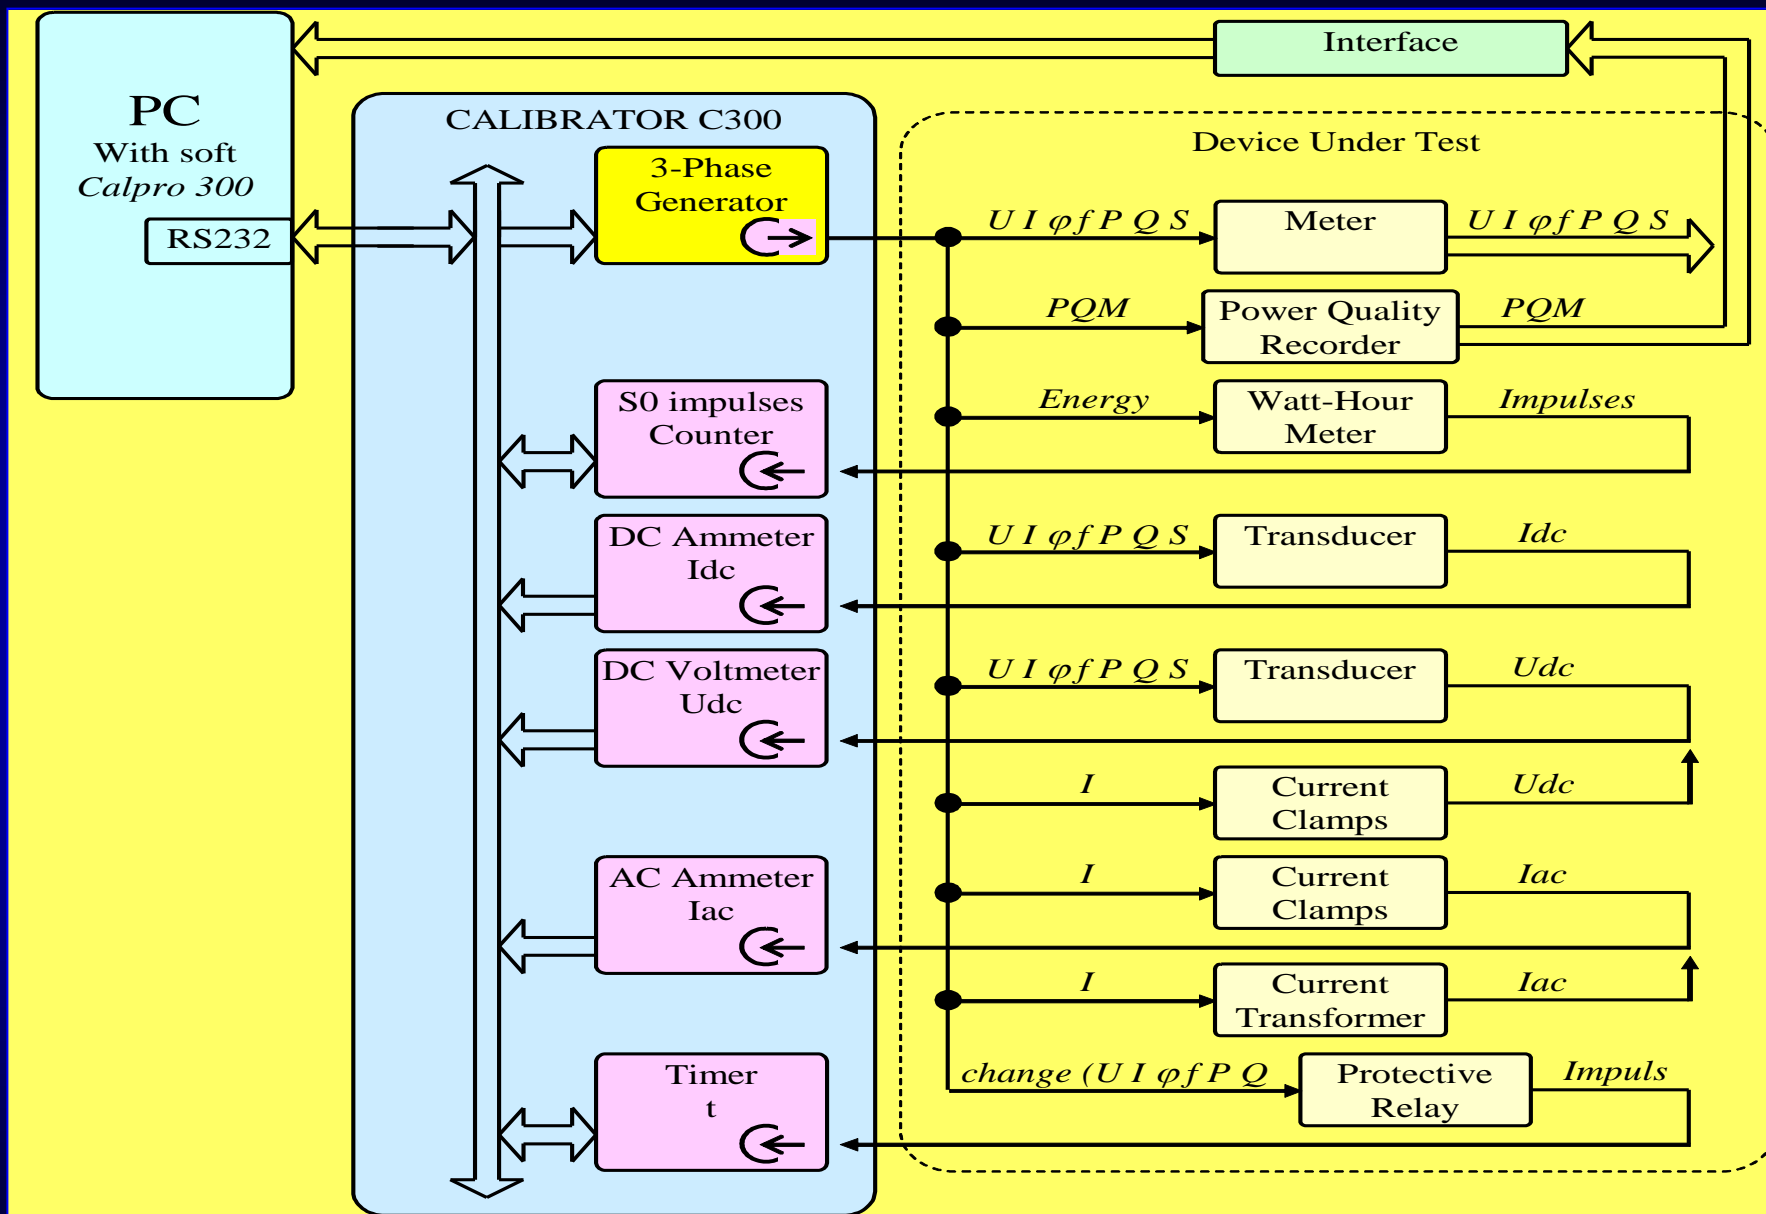 PC
With soft
Calpro 300
RS232
CALIBRATOR C300
3-Phase
Generator
S0 impulses
Counter
DC Ammeter
Idc
DC Voltmeter
Udc
AC Ammeter
Iac
Timer
t
Interface
Device Under Test
U I φ f P Q S
Meter
U I φ f P Q S
PQM
Power Quality
Recorder
PQM
Energy
Watt-Hour
Meter
Impulses
U I φ f P Q S
Transducer
Idc
U I φ f P Q S
Transducer
Udc
I
Current
Clamps
Udc
I
Current
Clamps
Iac
I
Current
Transformer
Iac
change (U I φ f P Q
Protective
Relay
Impuls